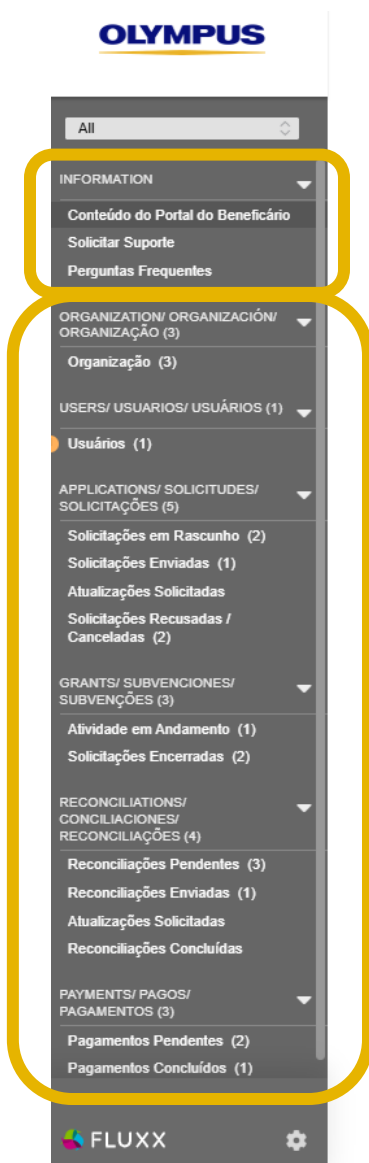 OLYMPUS
All
INFORMATION
Conteúdo do Portal do Beneficário
Solicitar Suporte
Perguntas Frequentes
ORGANIZATION/ ORGANIZACIÓN/
ORGANIZAÇÃO (3)
Organização (3)
USERS/ USUARIOS/ USUÁRIOS (1)
Usuários (1)
APPLICATIONS/ SOLICITUDES/
SOLICITAÇÕES (5)
Solicitações em Rascunho (2)
Solicitações Enviadas (1)
Atualizações Solicitadas
Solicitações Recusadas /
Canceladas (2)
GRANTS/ SUBVENCIONES/
SUBVENÇÕES (3)
Atividade em Andamento (1)
Solicitações Encerradas (2)
RECONCILIATIONS/
CONCILIACIONES/
RECONCILIAÇÕES (4)
Reconciliações Pendentes (3)
Reconciliações Enviadas (1)
Atualizações Solicitadas
Reconciliações Concluídas
PAYMENTS/ PAGOS/
PAGAMENTOS (3)
Pagamentos Pendentes (2)
Pagamentos Concluídos (1)
FLUXX